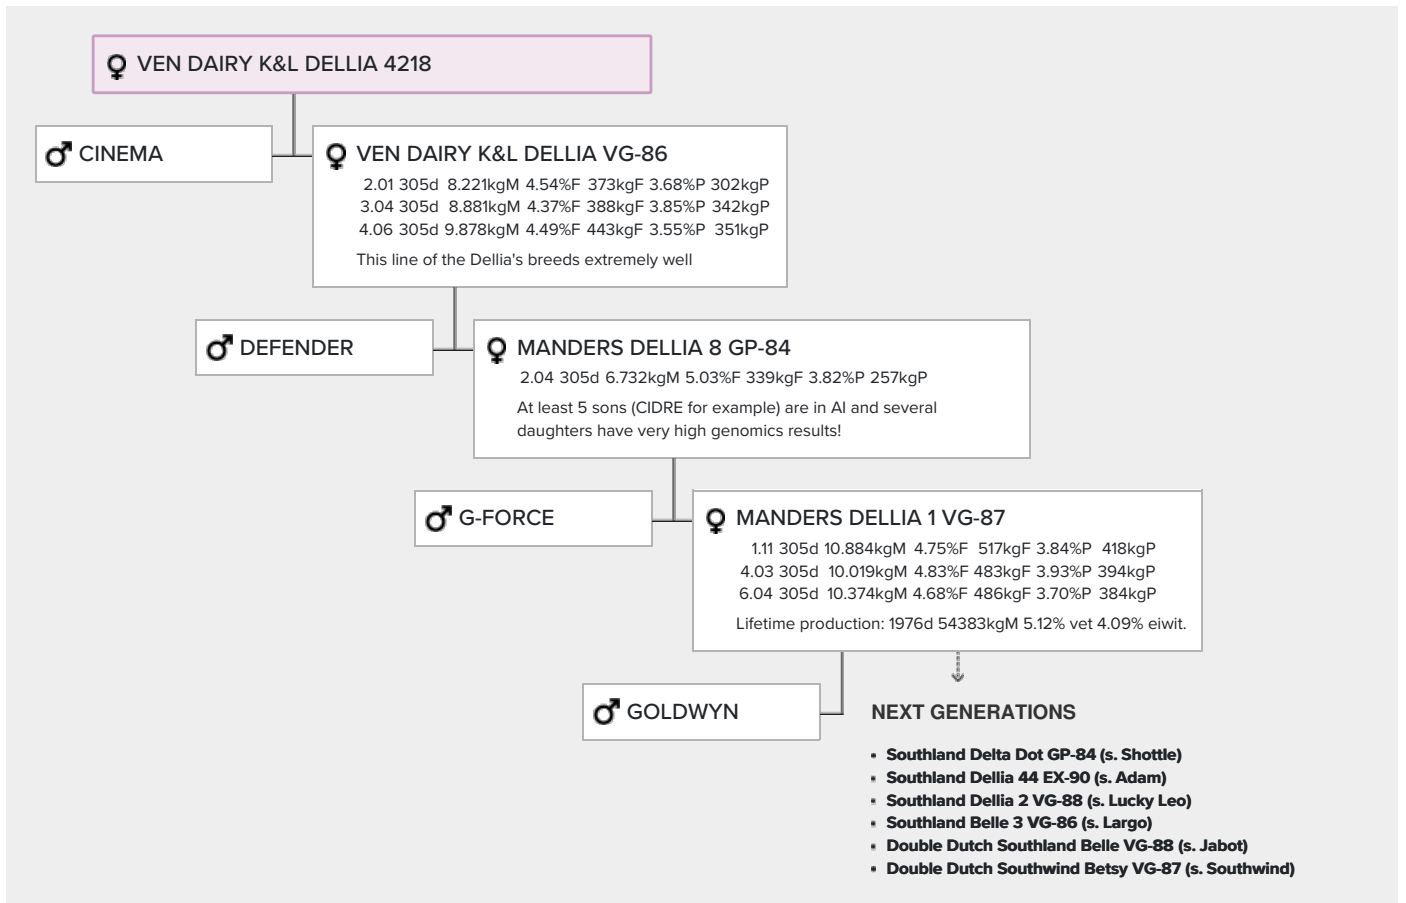 VEN DAIRY K&L DELLIA 4218
CINEMA
VEN DAIRY K&L DELLIA VG-86
2.01 305d 8.221kgM 4.54%F 373kgF 3.68%P 302kgP
3.04 305d 8.881kgM 4.37%F 388kgF 3.85%P 342kgP
4.06 305d 9.878kgM 4.49%F 443kgF 3.55%P 351kgP
This line of the Dellia's breeds extremely well
DEFENDER
MANDERS DELLIA 8 GP-84
2.04 305d 6.732kgM 5.03%F 339kgF 3.82%P 257kgP
At least 5 sons (CIDRE for example) are in AI and several
daughters have very high genomics results!
G-FORCE
MANDERS DELLIA 1 VG-87
1.11 305d 10.884kgM 4.75%F 517kgF 3.84%P 418kgP
4.03 305d 10.019kgM 4.83%F 483kgF 3.93%P 394kgP
6.04 305d 10.374kgM 4.68%F 486kgF 3.70%P 384kgP
Lifetime production: 1976d 54383kgM 5.12% vet 4.09% eiwit.
GOLDWYN
NEXT GENERATIONS
▪ Southland Delta Dot GP-84 (s. Shottle)
▪ Southland Dellia 44 EX-90 (s. Adam)
▪ Southland Dellia 2 VG-88 (s. Lucky Leo)
▪ Southland Belle 3 VG-86 (s. Largo)
▪ Double Dutch Southland Belle VG-88 (s. Jabot)
▪ Double Dutch Southwind Betsy VG-87 (s. Southwind)